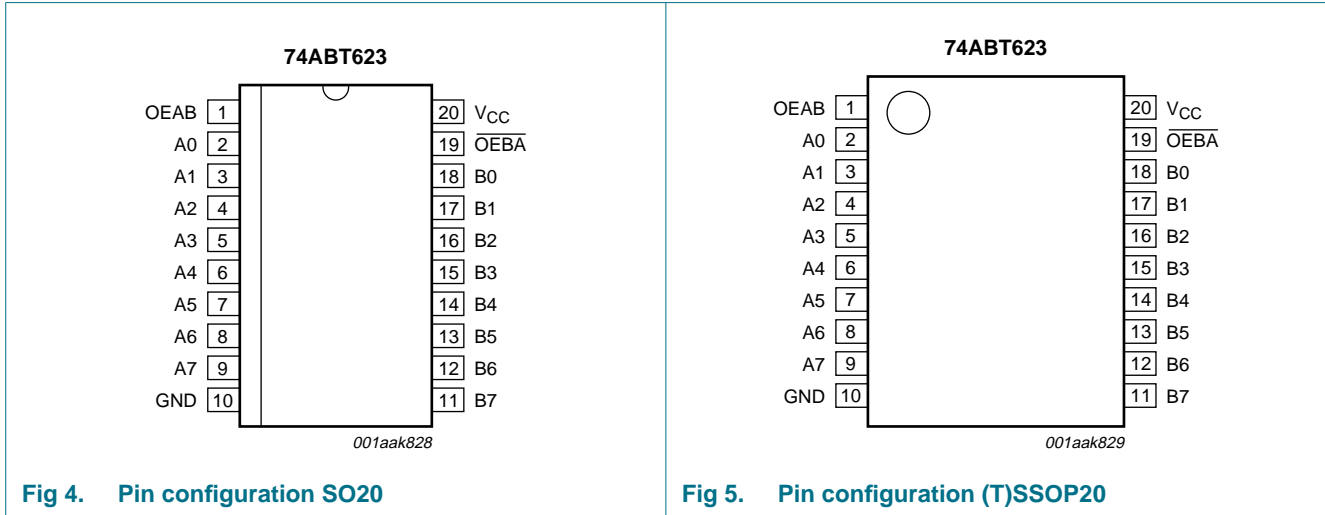 74ABT623
OEAB 1 20 VCC
A0 2 19 OEBA
A1 3 18 B0
A2 4 17 B1
A3 5 16 B2
A4 6 15 B3
A5 7 14 B4
A6 8 13 B5
A7 9 12 B6
GND 10 11 B7
001aak828
Fig 4. Pin configuration SO20
74ABT623
OEAB 1 20 VCC
A0 2 19 OEBA
A1 3 18 B0
A2 4 17 B1
A3 5 16 B2
A4 6 15 B3
A5 7 14 B4
A6 8 13 B5
A7 9 12 B6
GND 10 11 B7
001aak829
Fig 5. Pin configuration (T)SSOP20